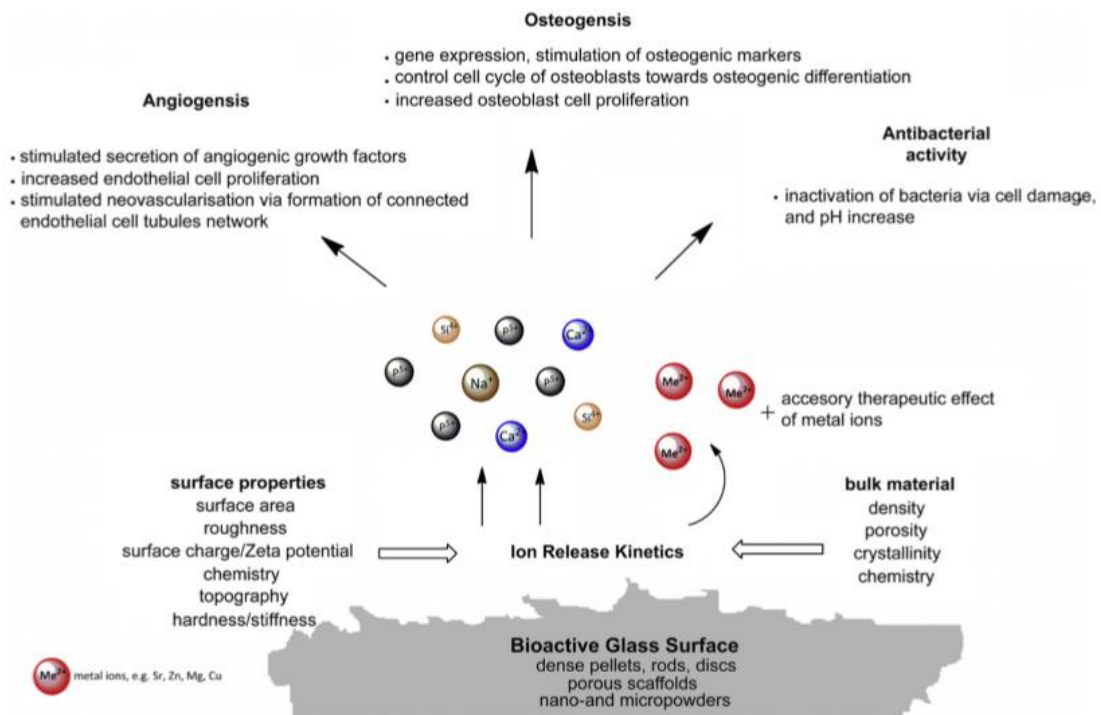 Osteogensis
• gene expression, stimulation of osteogenic markers
• control cell cycle of osteoblasts towards osteogenic differentiation
• increased osteoblast cell proliferation
Angiogensis
• stimulated secretion of angiogenic growth factors
• increased endothelial cell proliferation
• stimulated neovascularisation via formation of connected
endothelial cell tubules network
Antibacterial
activity
• inactivation of bacteria via cell damage,
and pH increase
Si⁴⁺
P⁵⁺
Ca²⁺
P⁵⁺
Na⁺
P⁵⁺
Me²⁺
Me²⁺
Si⁴⁺
P⁵⁺
Ca²⁺
Me²⁺
+ accesory therapeutic effect
of metal ions
surface properties
surface area
roughness
surface charge/Zeta potential
chemistry
topography
hardness/stiffness
Ion Release Kinetics
bulk material
density
porosity
crystallinity
chemistry
Bioactive Glass Surface
dense pellets, rods, discs
porous scaffolds
nano-and micropowders
Me²⁺ metal ions, e.g. Sr, Zn, Mg, Cu